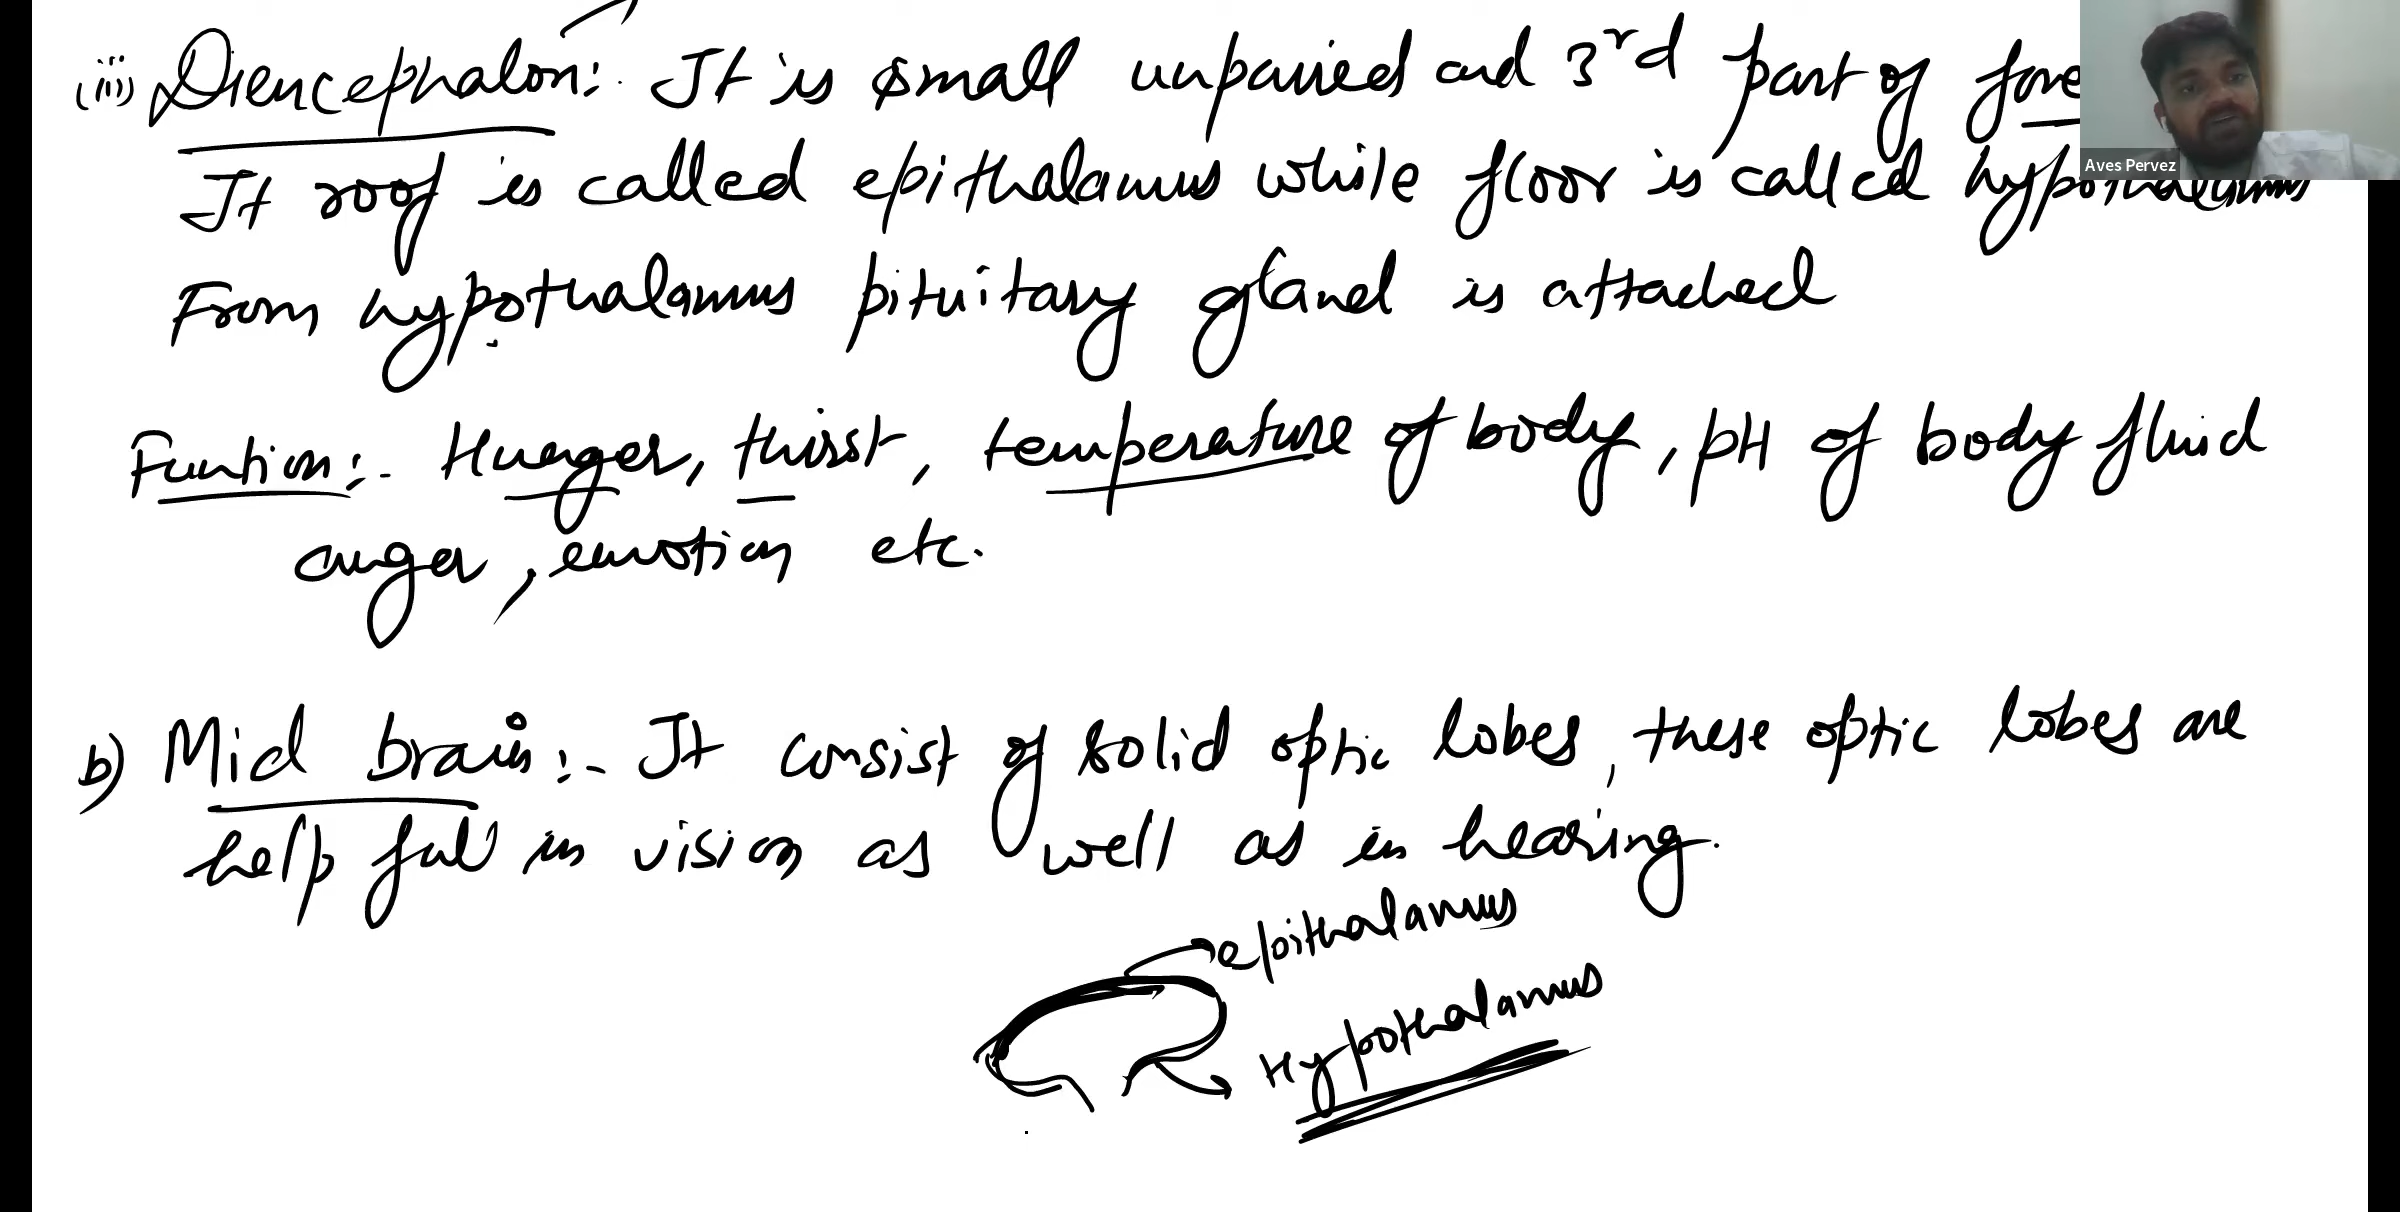 (iii) Diencephalon:- It is small unpaired and 3rd part of fore
Aves Pervez
It roof is called epithalamus while floor is called hypothalamus
From hypothalamus pituitary gland is attached
Funtion:- Hunger, thirst, temperature of body, pH of body fluid
anger, emotion etc.
b) Mid brain:- It consist of solid optic lobes, these optic lobes are
help full in vision as well as in hearing.
epithalamus
Hypothalamus